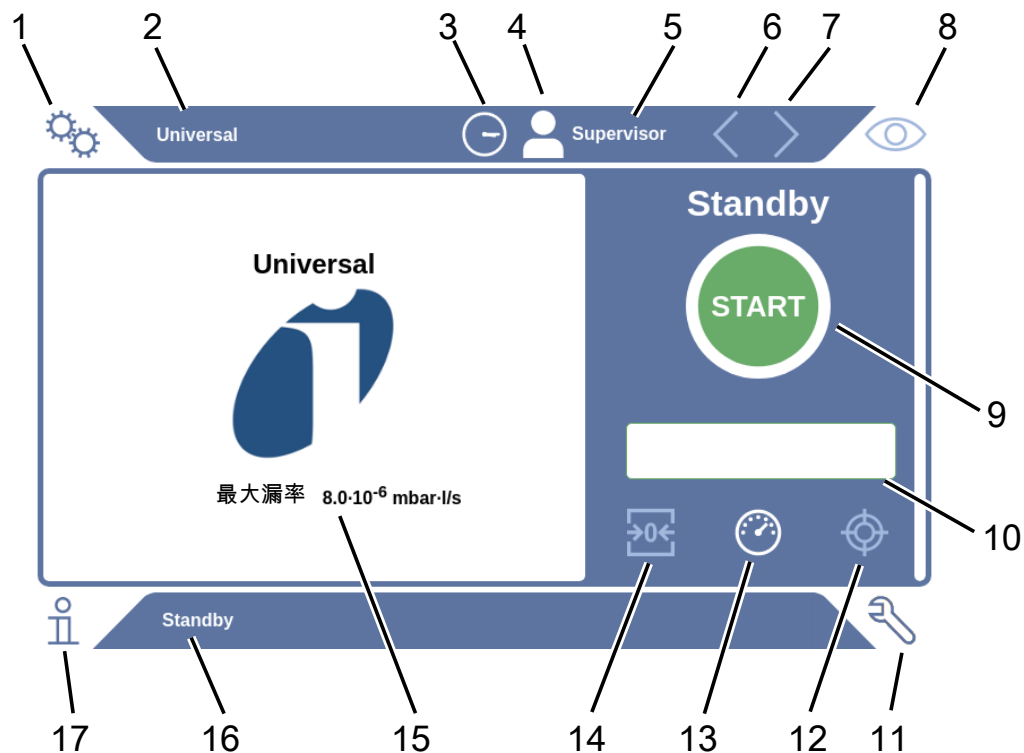 1 2 3 4 5 6 7 8
Universal Supervisor
Standby
START
Universal
9
最大漏率 8.0·10⁻⁶ mbar·l/s
→0←
10
Standby
17 16 15 14 13 12 11